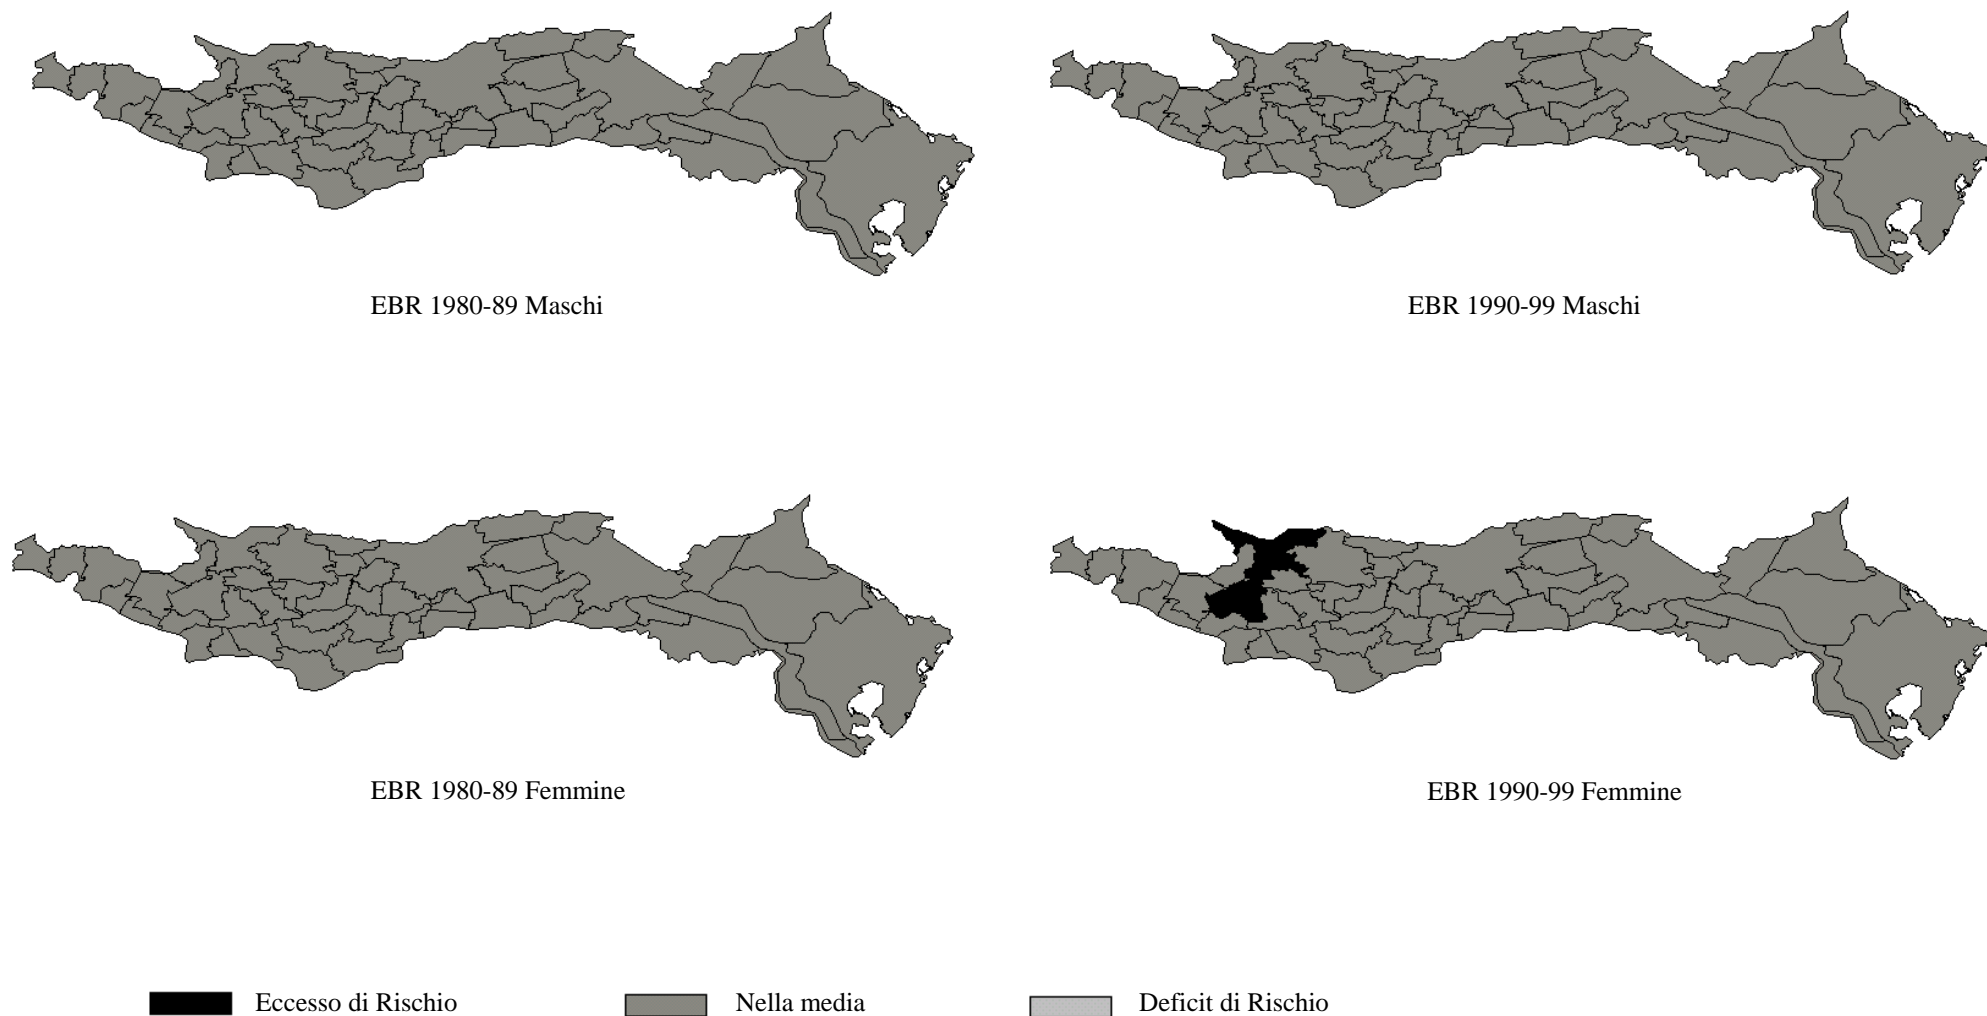 EBR 1980-89 Maschi
EBR 1990-99 Maschi
EBR 1980-89 Femmine
EBR 1990-99 Femmine
Eccesso di Rischio
Nella media
Deficit di Rischio